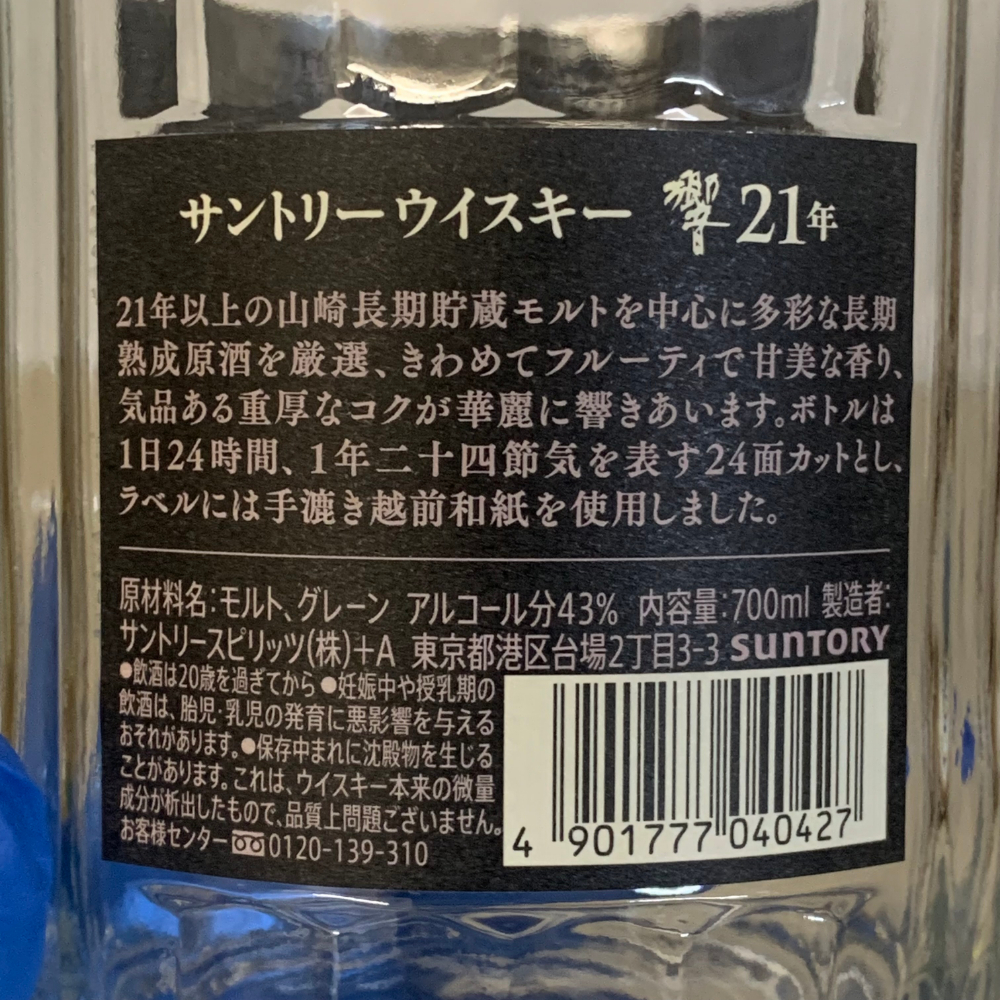 サントリーウイスキー 響 21年
21年以上の山崎長期貯蔵モルトを中心に多彩な長期
熟成原酒を厳選、きわめてフルーティで甘美な香り、
気品ある重厚なコクが華麗に響きあいます。ボトルは
1日24時間、1年二十四節気を表す24面カットとし、
ラベルには手漉き越前和紙を使用しました。
原材料名:モルト、グレーン アルコール分43% 内容量:700ml 製造者:
サントリースピリッツ(株)+A 東京都港区台場2丁目3-3 SUNTORY
●飲酒は20歳を過ぎてから ●妊娠中や授乳期の
飲酒は、胎児・乳児の発育に悪影響を与える
おそれがあります。●保存中まれに沈殿物を生じる
ことがあります。これは、ウイスキー本来の微量
成分が析出したもので、品質上問題ございません。
お客様センター 0120-139-310
4 901777 040427